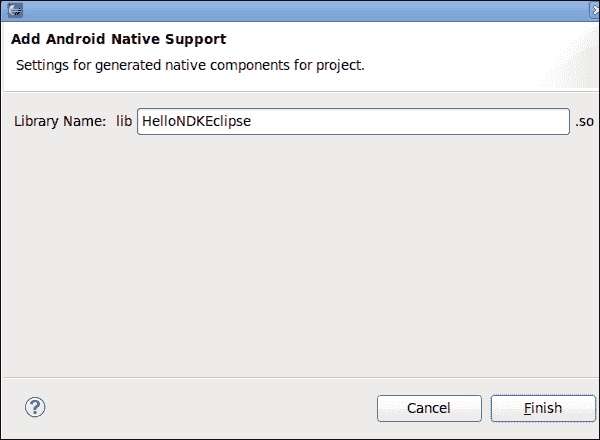 Add Android Native Support
Settings for generated native components for project.
Library Name: lib HelloNDKEclipse .so
?
Cancel Finish